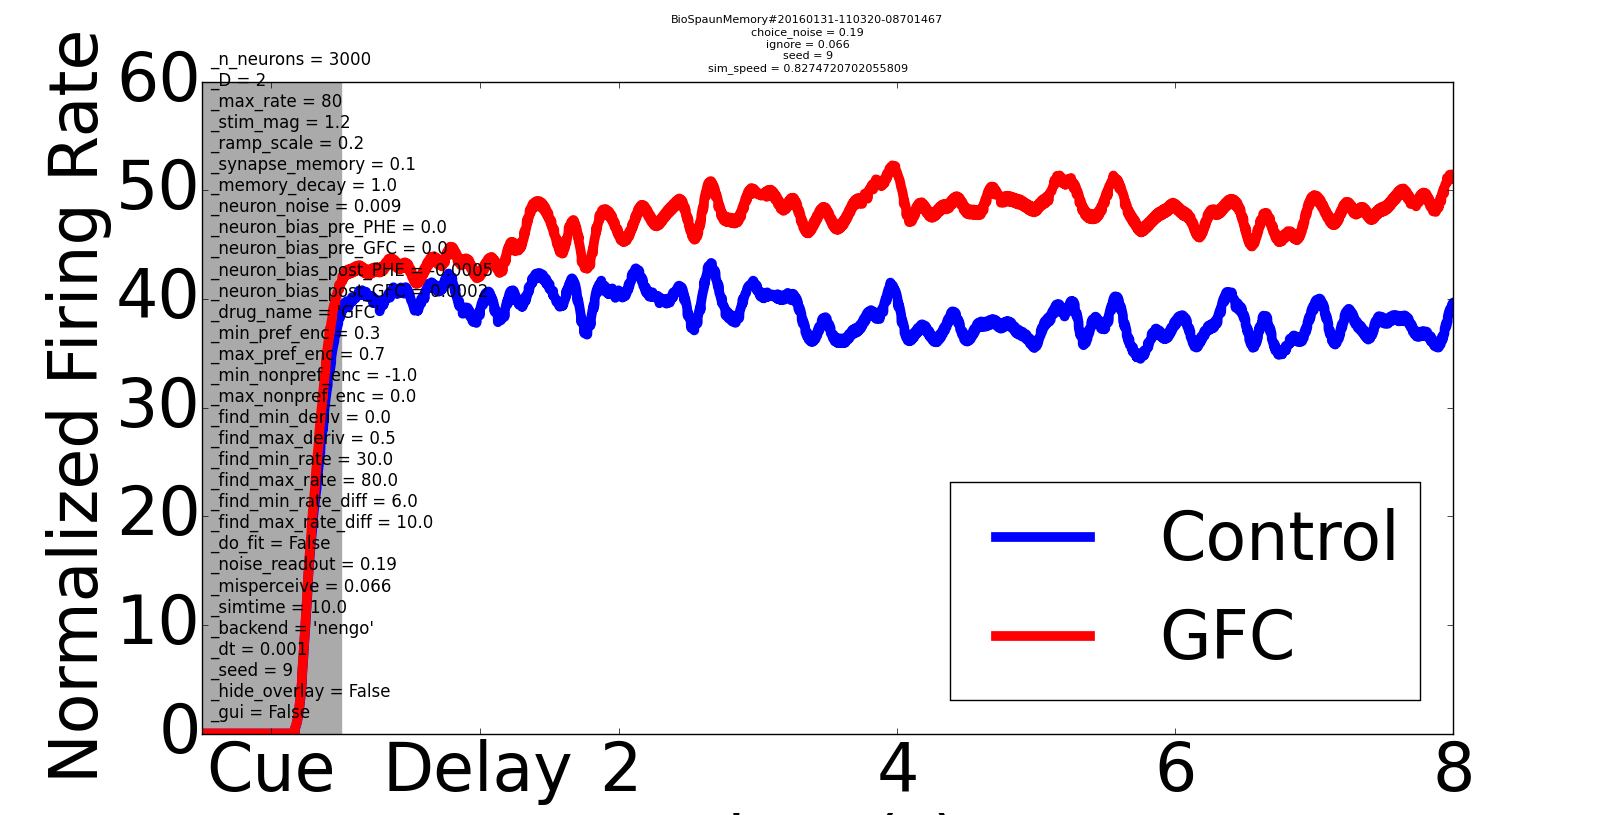 BioSpaunMemory#20160131-110320-08701467
choice_noise = 0.19
ignore = 0.066
seed = 9
sim_speed = 0.8274720702055809
Normalized Firing Rate
60
50
40
30
20
10
0
_n_neurons = 3000
_D = 2
_max_rate = 80
_stim_mag = 1.2
_ramp_scale = 0.2
_synapse_memory = 0.1
_memory_decay = 1.0
_neuron_noise = 0.009
_neuron_bias_pre_PHE = 0.0
_neuron_bias_pre_GFC = 0.0
_neuron_bias_post_PHE = -0.0005
_neuron_bias_post_GFC = 0.0002
_drug_name = 'GFC'
_min_pref_enc = 0.3
_max_pref_enc = 0.7
_min_nonpref_enc = -1.0
_max_nonpref_enc = 0.0
_find_min_deriv = 0.0
_find_max_deriv = 0.5
_find_min_rate = 30.0
_find_max_rate = 80.0
_find_min_rate_diff = 6.0
_find_max_rate_diff = 10.0
_do_fit = False
_noise_readout = 0.19
_misperceive = 0.066
_simtime = 10.0
_backend = 'nengo'
_dt = 0.001
_seed = 9
_hide_overlay = False
_gui = False
Control
GFC
Cue Delay 2 4 6 8